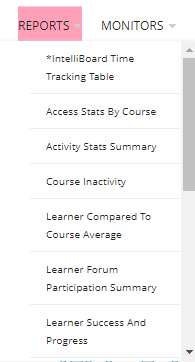 REPORTS MONITORS
*IntelliBoard Time
Tracking Table
Access Stats By Course
Activity Stats Summary
Course Inactivity
Learner Compared To
Course Average
Learner Forum
Participation Summary
Learner Success And
Progress